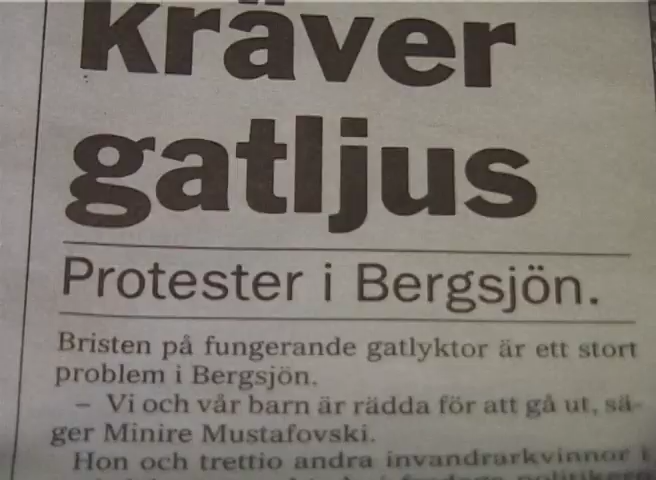 kräver
gatljus
Protester i Bergsjön.
Bristen på fungerande gatlyktor är ett stort
problem i Bergsjön.
– Vi och vår barn är rädda för att gå ut, sä-
ger Minire Mustafovski.
Hon och trettio andra invandrarkvinnor i